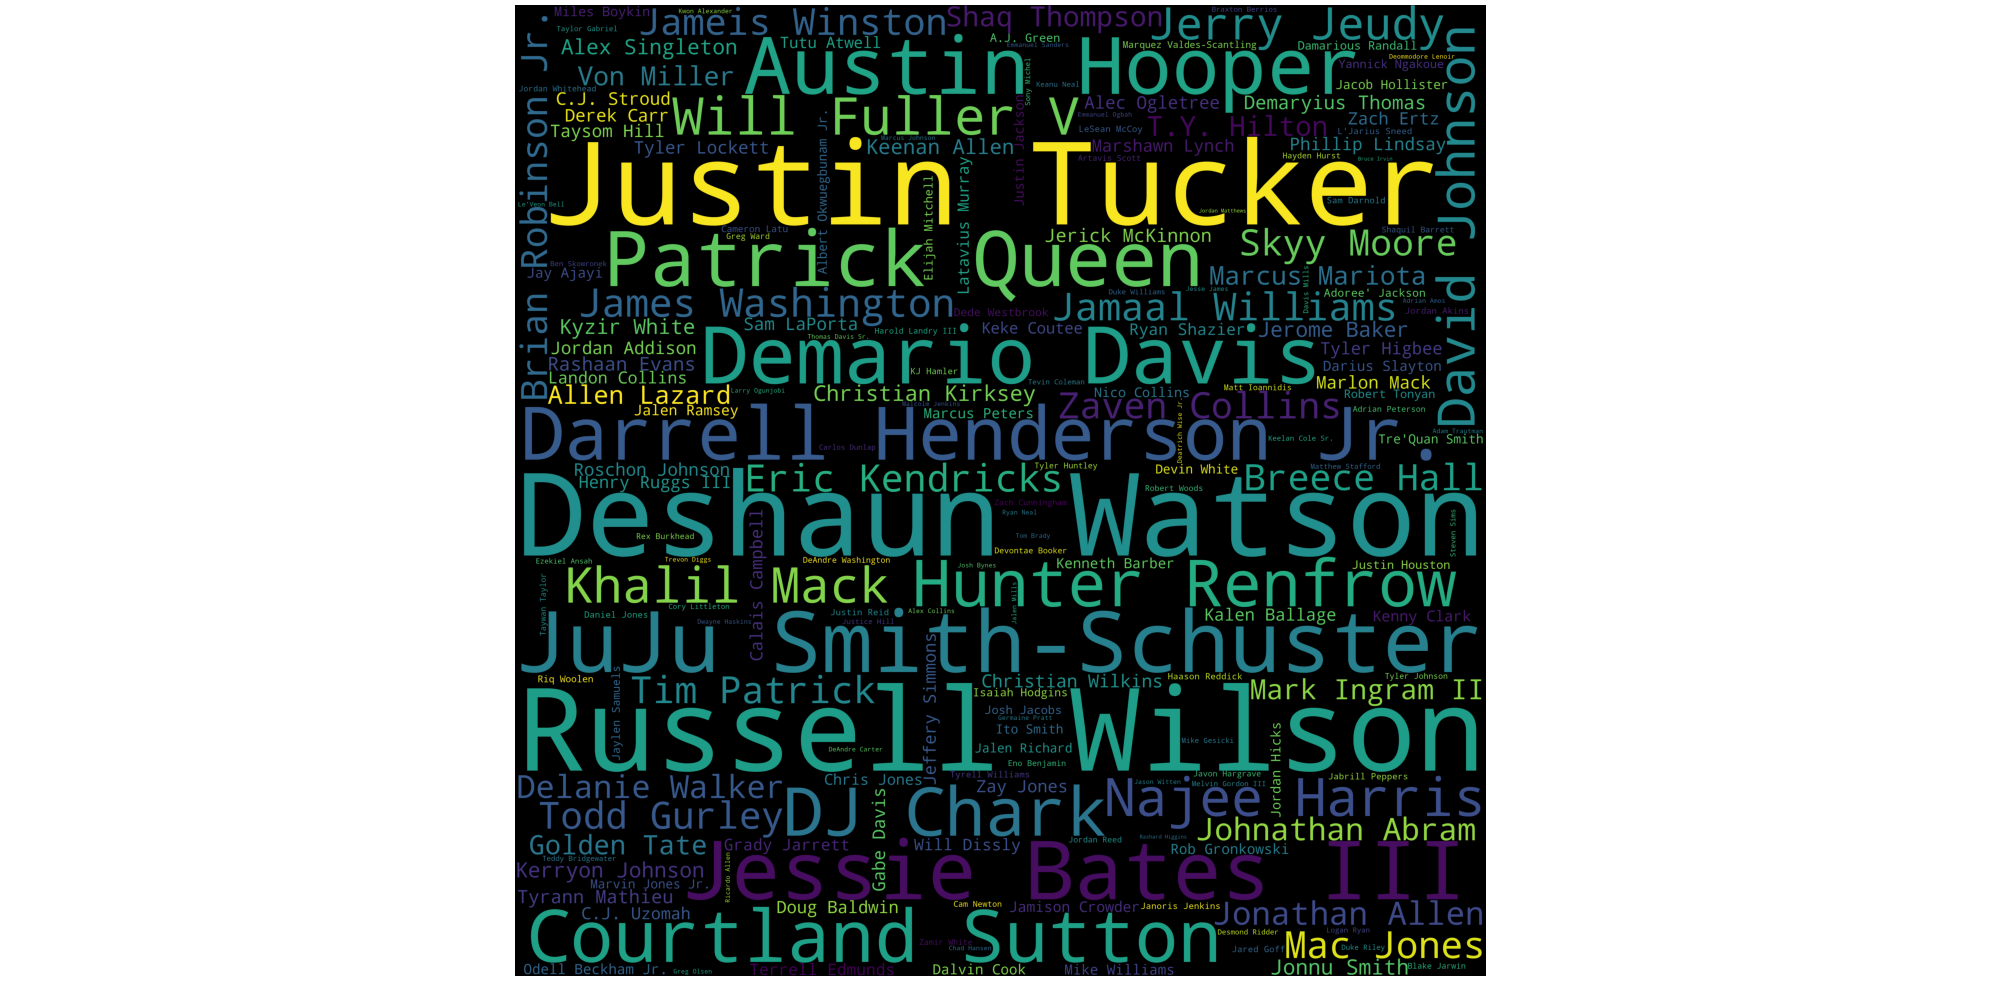 Miles Boykin
Kwon Alexander
Jameis Winston
Shaq Thompson
Braxton Berrios
Jerry Jeudy
Taylor Gabriel
Alex Singleton
Tutu Atwell
A.J. Green
Emmanuel Sanders
Marquez Valdes-Scantling
Damarious Randall
Deommodore Lenoir
Austin Hooper
Von Miller
Sony Michel
Keanu Neal
Yannick Ngakoue
Jacob Hollister
Jordan Whitehead
C.J. Stroud
Derek Carr
Taysom Hill
Will Fuller V
Alec Ogletree
Demaryius Thomas
Emmanuel Ogbah
T.Y. Hilton
Zach Ertz
LeSean McCoy
L'Jarius Sneed
Tyler Lockett
Marcus Johnson
Keenan Allen
Justin Jackson
Marshawn Lynch
Phillip Lindsay
Artavis Scott
Hayden Hurst
Bruce Irvin
Brian Robinson Jr.
David Johnson
Albert Okwuegbunam Jr.
Justin Tucker
Le'Veon Bell
Elijah Mitchell
Latavius Murray
Jordan Matthews
Sam Darnold
Cameron Latu
Greg Ward
Patrick Queen
Jerick McKinnon
Skyy Moore
Shaquil Barrett
Ben Skowronek
Jay Ajayi
Marcus Mariota
Davis Mills
James Washington
Duke Williams
Jesse James
Jamaal Williams
Adoree' Jackson
Adrian Amos
Jordan Akins
Dede Westbrook
Kyzir White
Sam LaPorta
Harold Landry III
Keke Coutee
Ryan Shazier
Jerome Baker
Thomas Davis Sr.
Demario Davis
Jordan Addison
Tyler Higbee
Rashaan Evans
Darius Slayton
Landon Collins
KJ Hamler
Tevin Coleman
Matt Ioannidis
Marlon Mack
Allen Lazard
Larry Ogunjobi
Christian Kirksey
Nico Collins
Robert Tonyan
Jalen Ramsey
Malcolm Jenkins
Marcus Peters
Zaven Collins
Deatrich Wise Jr.
Adrian Peterson
Darrell Henderson Jr.
Carlos Dunlap
Keelan Cole Sr.
Adam Trautman
Tre'Quan Smith
Roschon Johnson
Henry Ruggs III
Eric Kendricks
Tyler Huntley
Devin White
Matthew Stafford
Breece Hall
Robert Woods
Deshaun Watson
Zach Cunningham
Ryan Neal
Calais Campbell
Rex Burkhead
Tom Brady
Steven Sims
Ezekiel Ansah
Trevon Diggs
DeAndre Washington
Devontae Booker
Josh Bynes
Kenneth Barber
Justin Houston
Taywan Taylor
Khalil Mack
Hunter Renfrow
Jalen Mills
Daniel Jones
Cory Littleton
Dwayne Haskins
Justin Reid
Justice Hill
Alex Collins
Kalen Ballage
Kenny Clark
JuJu Smith-Schuster
Jaylen Samuels
Jeffery Simmons
Riq Woolen
Tim Patrick
Christian Wilkins
Haason Reddick
Tyler Johnson
Isaiah Hodgins
Mark Ingram II
Josh Jacobs
Germaine Pratt
Ito Smith
Russell Wilson
Jordan Hicks
DeAndre Carter
Jalen Richard
Mike Gesicki
Eno Benjamin
Delanie Walker
Chris Jones
Tyrell Williams
Zay Jones
Jason Witten
Javon Hargrave
Melvin Gordon III
Jabrill Peppers
Todd Gurley
DJ Chark
Gabe Davis
Najee Harris
Johnathan Abram
Golden Tate
Grady Jarrett
Will Dissly
Jordan Reed
Rashard Higgins
Rob Gronkowski
Teddy Bridgewater
Kerryon Johnson
Ricardo Allen
Jessie Bates III
Marvin Jones Jr.
Tyrann Mathieu
C.J. Uzomah
Doug Baldwin
Cam Newton
Jamison Crowder
Janoris Jenkins
Jonathan Allen
Courtland Sutton
Desmond Ridder
Logan Ryan
Zamir White
Chad Hansen
Jared Goff
Duke Riley
Mac Jones
Odell Beckham Jr.
Greg Olsen
Terrell Edmunds
Dalvin Cook
Mike Williams
Jonnu Smith
Blake Jarwin